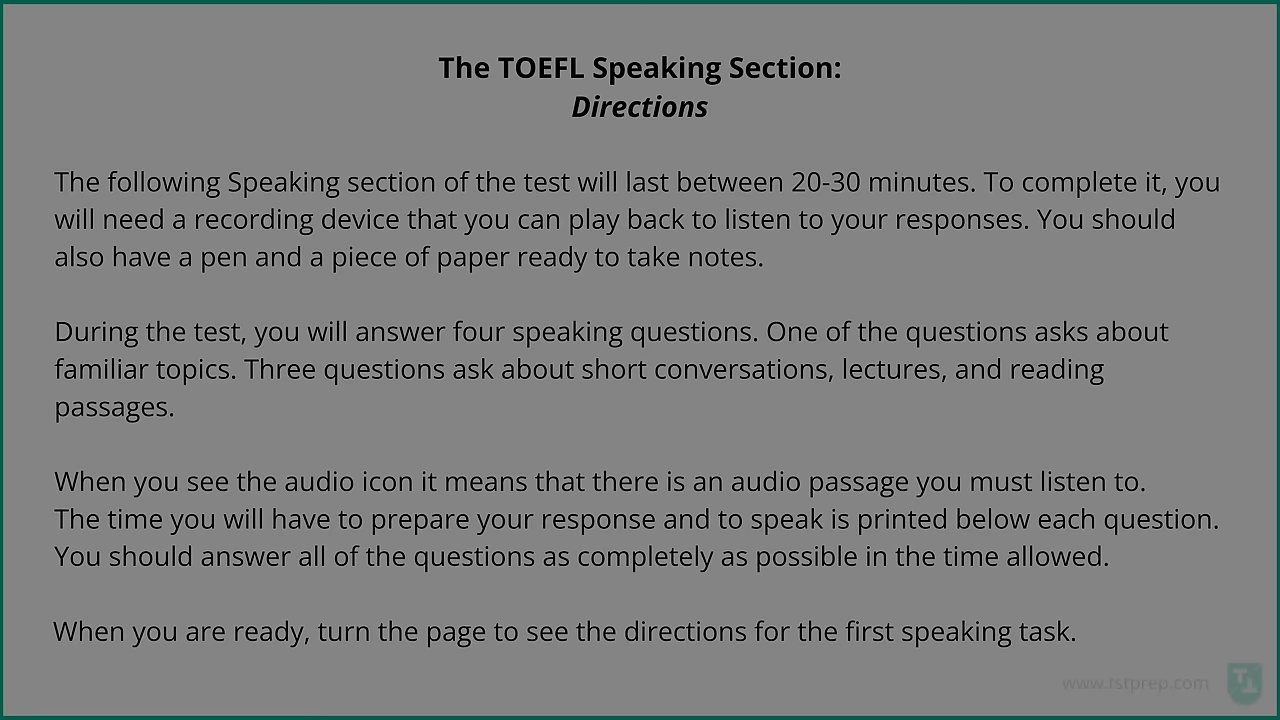 The TOEFL Speaking Section:
Directions
The following Speaking section of the test will last between 20-30 minutes. To complete it, you
will need a recording device that you can play back to listen to your responses. You should
also have a pen and a piece of paper ready to take notes.
During the test, you will answer four speaking questions. One of the questions asks about
familiar topics. Three questions ask about short conversations, lectures, and reading
passages.
When you see the audio icon it means that there is an audio passage you must listen to.
The time you will have to prepare your response and to speak is printed below each question.
You should answer all of the questions as completely as possible in the time allowed.
When you are ready, turn the page to see the directions for the first speaking task.
www.tstprep.com